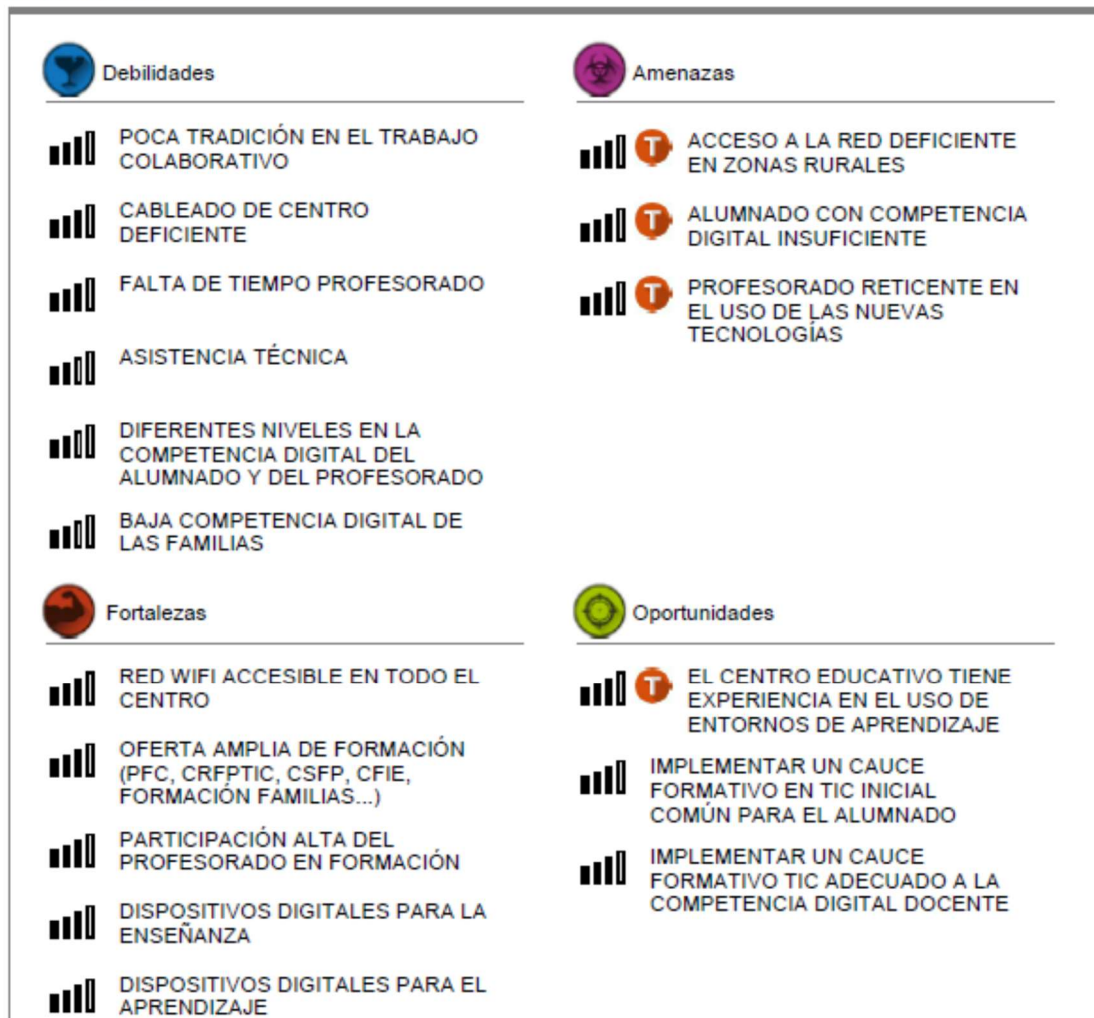 Debilidades
POCA TRADICIÓN EN EL TRABAJO
COLABORATIVO
CABLEADO DE CENTRO
DEFICIENTE
FALTA DE TIEMPO PROFESORADO
ASISTENCIA TÉCNICA
DIFERENTES NIVELES EN LA
COMPETENCIA DIGITAL DEL
ALUMNADO Y DEL PROFESORADO
BAJA COMPETENCIA DIGITAL DE
LAS FAMILIAS
Amenazas
T ACCESO A LA RED DEFICIENTE
EN ZONAS RURALES
T ALUMNADO CON COMPETENCIA
DIGITAL INSUFICIENTE
T PROFESORADO RETICENTE EN
EL USO DE LAS NUEVAS
TECNOLOGÍAS
Fortalezas
RED WIFI ACCESIBLE EN TODO EL
CENTRO
OFERTA AMPLIA DE FORMACIÓN
(PFC, CRFPTIC, CSFP, CFIE,
FORMACIÓN FAMILIAS...)
PARTICIPACIÓN ALTA DEL
PROFESORADO EN FORMACIÓN
DISPOSITIVOS DIGITALES PARA LA
ENSEÑANZA
DISPOSITIVOS DIGITALES PARA EL
APRENDIZAJE
Oportunidades
T EL CENTRO EDUCATIVO TIENE
EXPERIENCIA EN EL USO DE
ENTORNOS DE APRENDIZAJE
IMPLEMENTAR UN CAUCE
FORMATIVO EN TIC INICIAL
COMÚN PARA EL ALUMNADO
IMPLEMENTAR UN CAUCE
FORMATIVO TIC ADECUADO A LA
COMPETENCIA DIGITAL DOCENTE